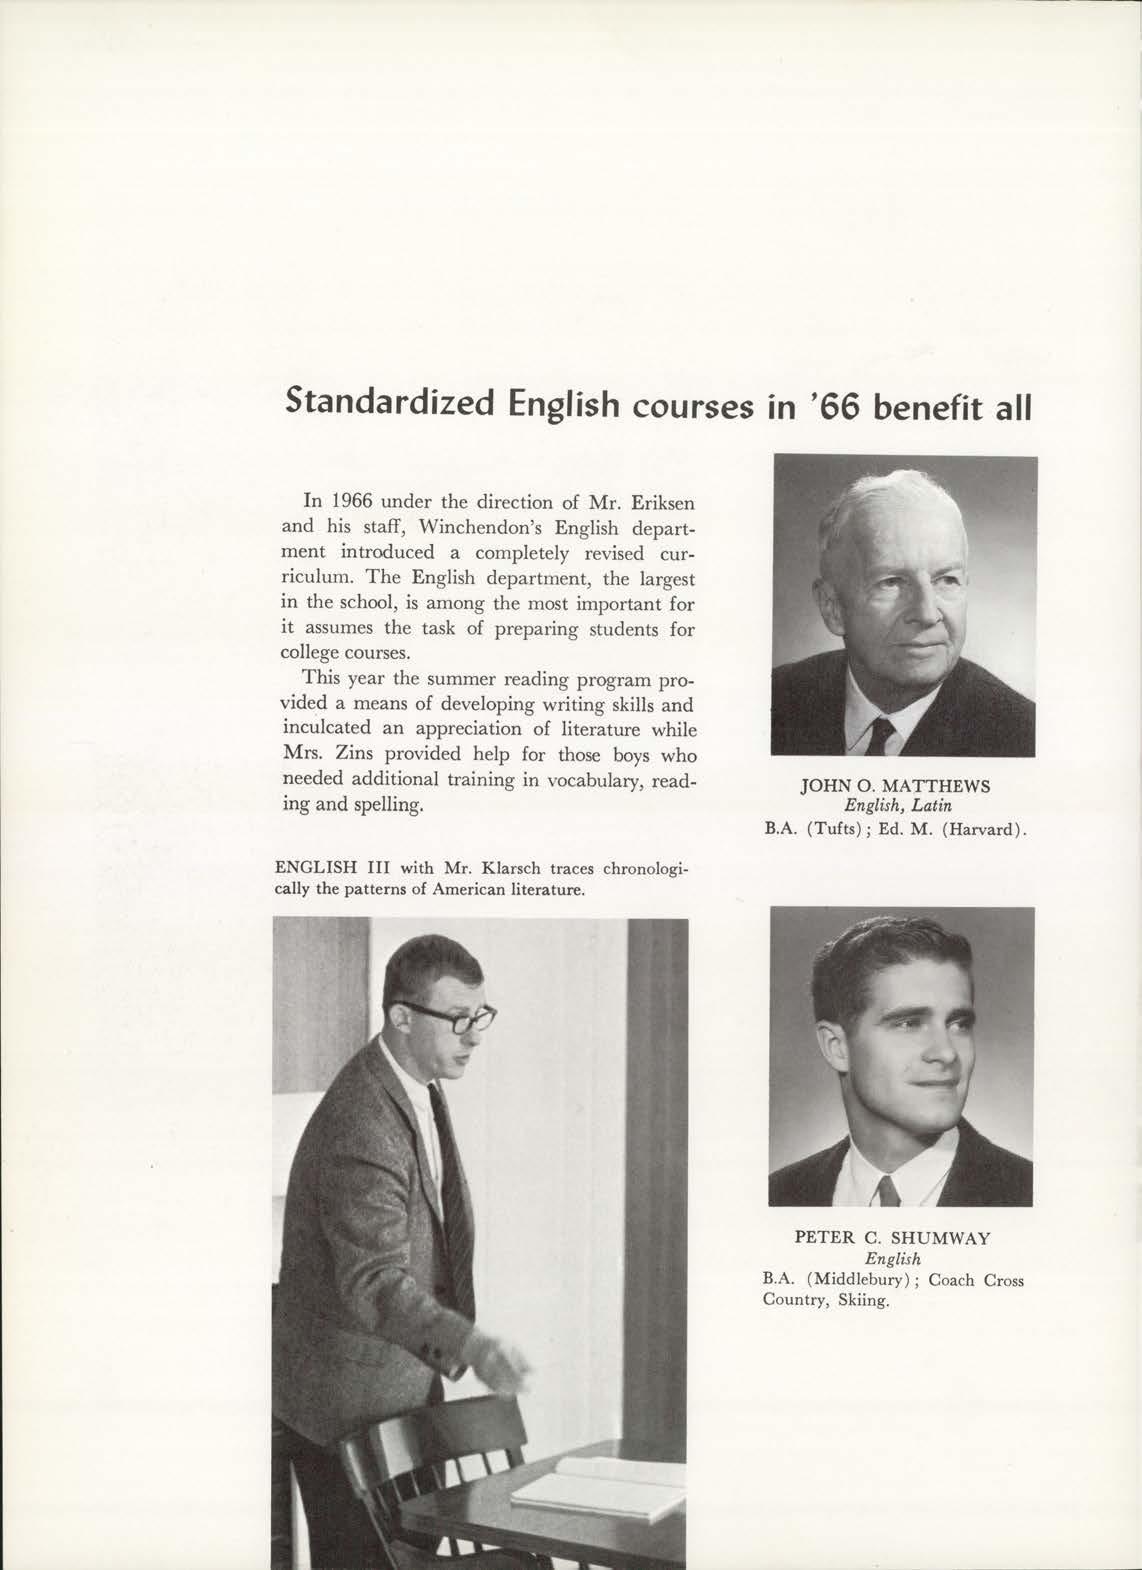 Standardized English courses in '66 benefit all
In 1966 under the direction of Mr. Eriksen
and his staff, Winchendon's English depart-
ment introduced a completely revised cur-
riculum. The English department, the largest
in the school, is among the most important for
it assumes the task of preparing students for
college courses.
This year the summer reading program pro-
vided a means of developing writing skills and
inculcated an appreciation of literature while
Mrs. Zins provided help for those boys who
needed additional training in vocabulary, read-
ing and spelling.
ENGLISH III with Mr. Klarsch traces chronologi-
cally the patterns of American literature.
JOHN O. MATTHEWS
English, Latin
B.A. (Tufts); Ed. M. (Harvard).
PETER C. SHUMWAY
English
B.A. (Middlebury); Coach Cross
Country, Skiing.